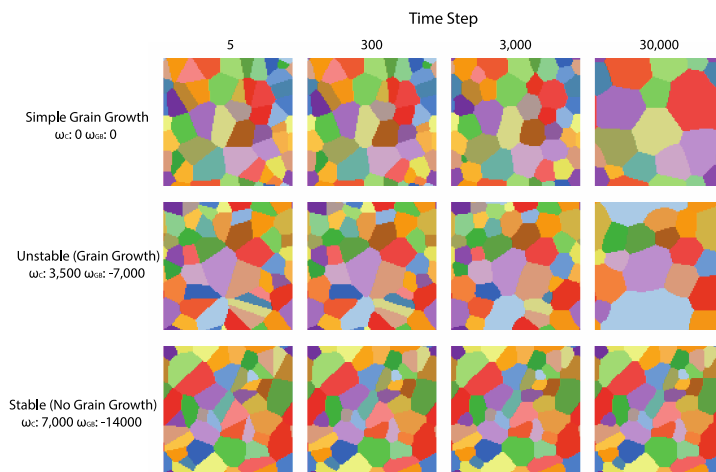 Time Step
5 300 3,000 30,000
Simple Grain Growth
ωC: 0 ωGB: 0
Unstable (Grain Growth)
ωC: 3,500 ωGB: -7,000
Stable (No Grain Growth)
ωC: 7,000 ωGB: -14000